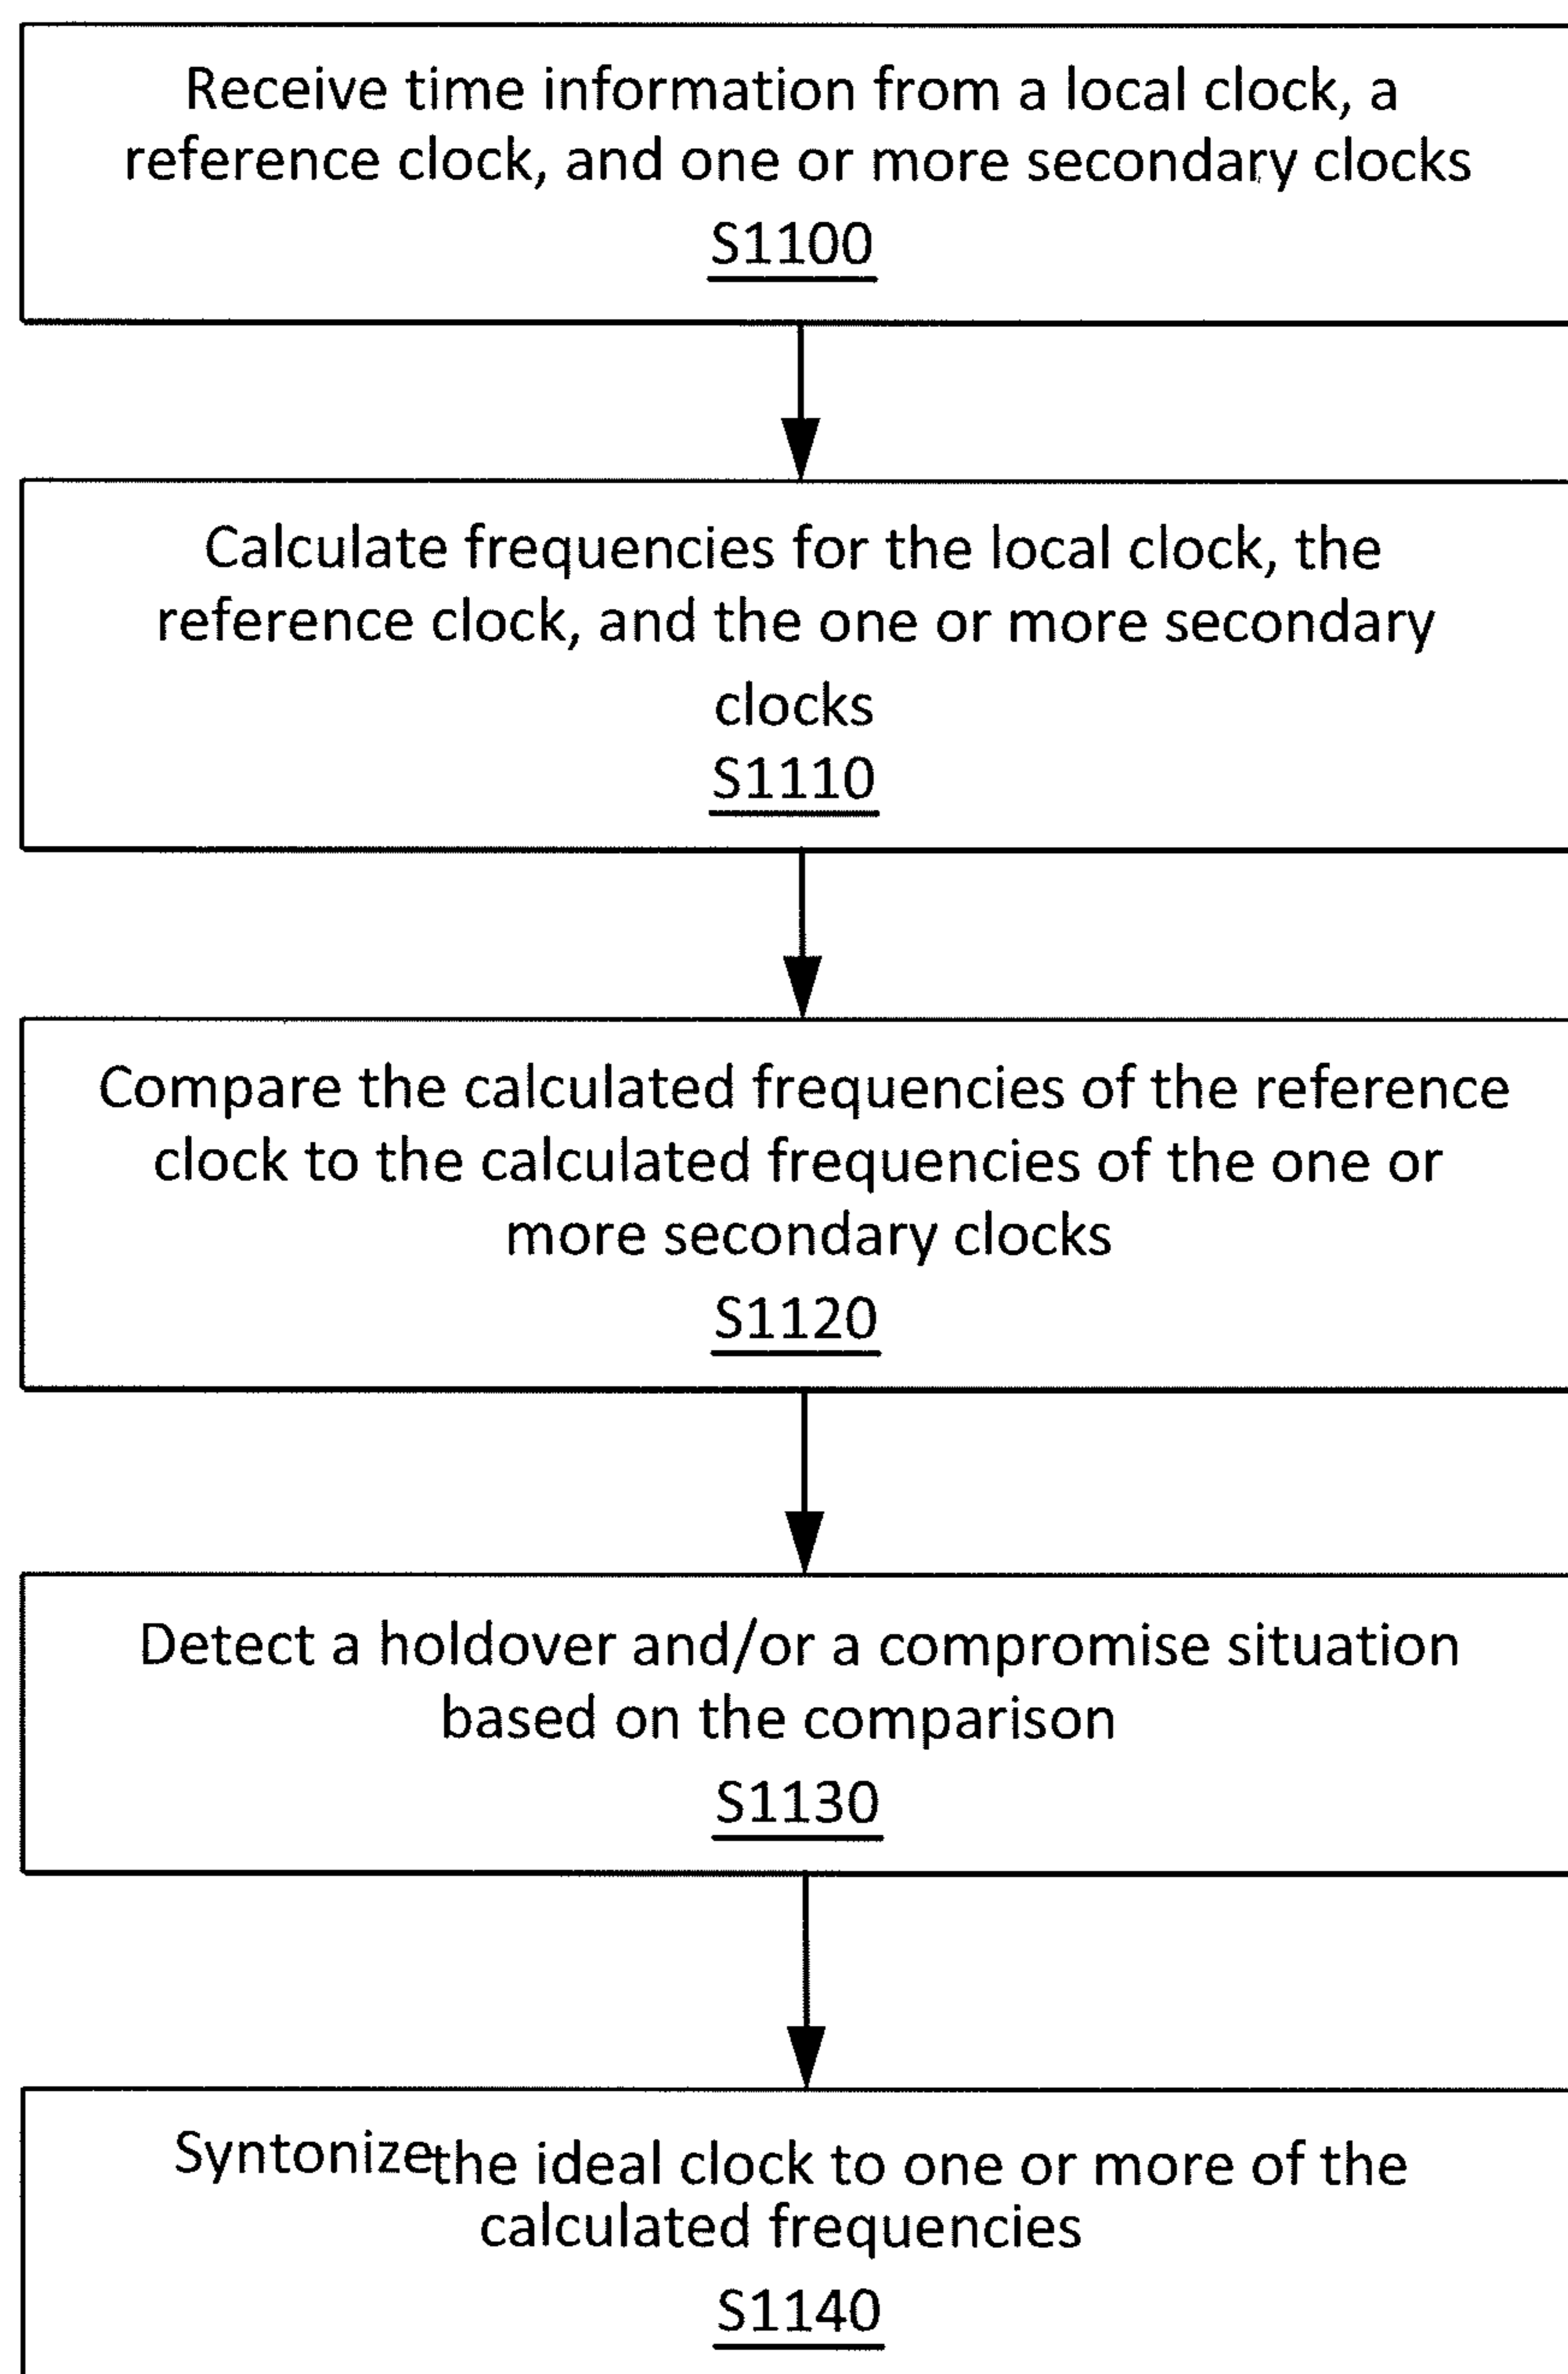 Receive time information from a local clock, a
reference clock, and one or more secondary clocks
S1100
Calculate frequencies for the local clock, the
reference clock, and the one or more secondary
clocks
S1110
Compare the calculated frequencies of the reference
clock to the calculated frequencies of the one or
more secondary clocks
S1120
Detect a holdover and/or a compromise situation
based on the comparison
S1130
Syntonize the ideal clock to one or more of the
calculated frequencies
S1140